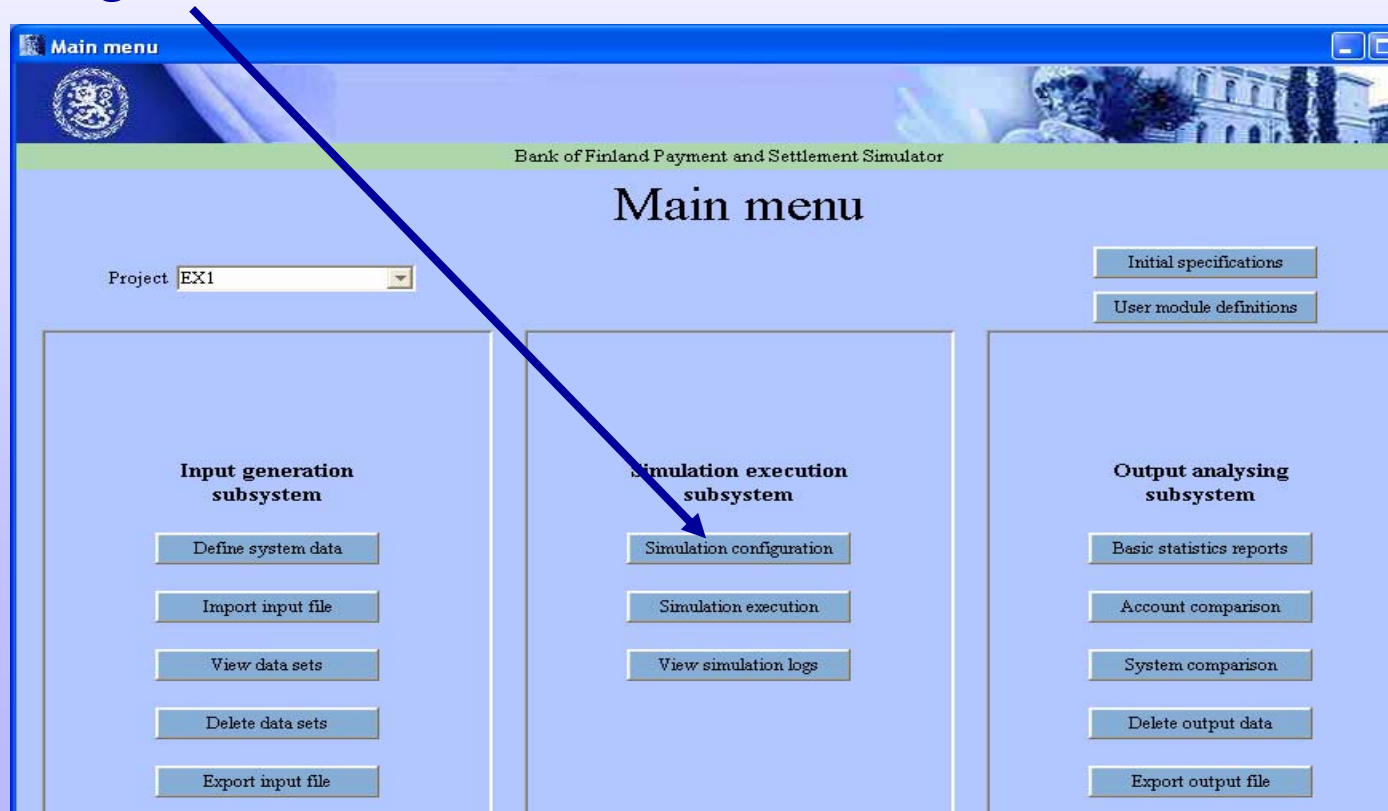 Main menu
Bank of Finland Payment and Settlement Simulator
Main menu
Project EX1
Initial specifications
User module definitions
Input generation
subsystem
Define system data
Import input file
View data sets
Delete data sets
Export input file
Simulation execution
subsystem
Simulation configuration
Simulation execution
View simulation logs
Output analysing
subsystem
Basic statistics reports
Account comparison
System comparison
Delete output data
Export output file